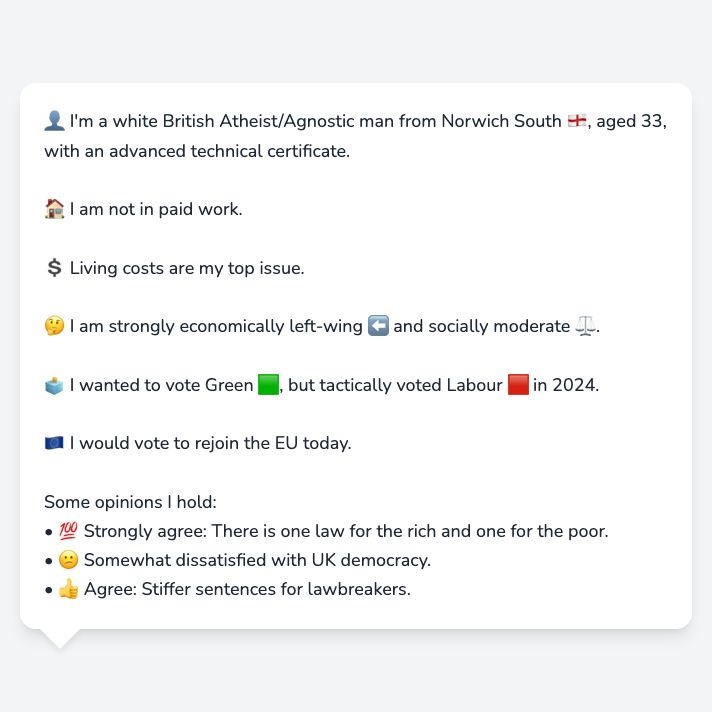 👤 I'm a white British Atheist/Agnostic man from Norwich South 🏴󠁧󠁢󠁥󠁮󠁧󠁿, aged 33,
with an advanced technical certificate.
🏠 I am not in paid work.
💲 Living costs are my top issue.
🤔 I am strongly economically left-wing ⬅️ and socially moderate ⚖️.
🗳️ I wanted to vote Green 🟩, but tactically voted Labour 🟥 in 2024.
🇪🇺 I would vote to rejoin the EU today.
Some opinions I hold:
• 💯 Strongly agree: There is one law for the rich and one for the poor.
• 🙁 Somewhat dissatisfied with UK democracy.
• 👍 Agree: Stiffer sentences for lawbreakers.